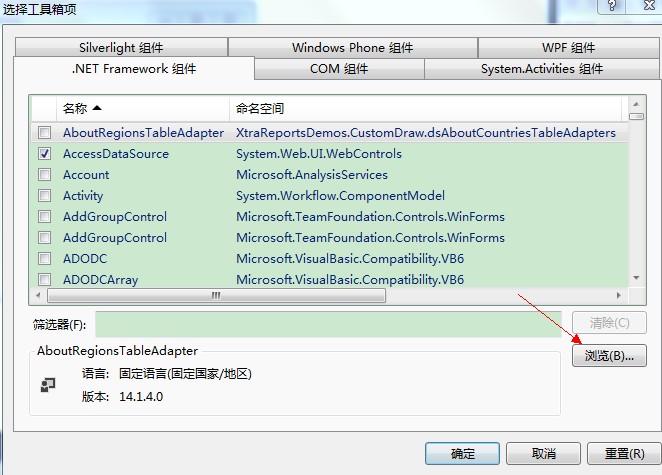 选择工具箱项
Silverlight 组件 Windows Phone 组件 WPF 组件
.NET Framework 组件 COM 组件 System.Activities 组件
名称 命名空间
AboutRegionsTableAdapter XtraReportsDemos.CustomDraw.dsAboutCountriesTableAdapters
AccessDataSource System.Web.UI.WebControls
Account Microsoft.AnalysisServices
Activity System.Workflow.ComponentModel
AddGroupControl Microsoft.TeamFoundation.Controls.WinForms
AddGroupControl Microsoft.TeamFoundation.Controls.WinForms
ADODC Microsoft.VisualBasic.Compatibility.VB6
ADODCArray Microsoft.VisualBasic.Compatibility.VB6
筛选器(F): 清除(C)
浏览(B)...
AboutRegionsTableAdapter
语言: 固定语言(固定国家/地区)
版本: 14.1.4.0
确定 取消 重置(R)